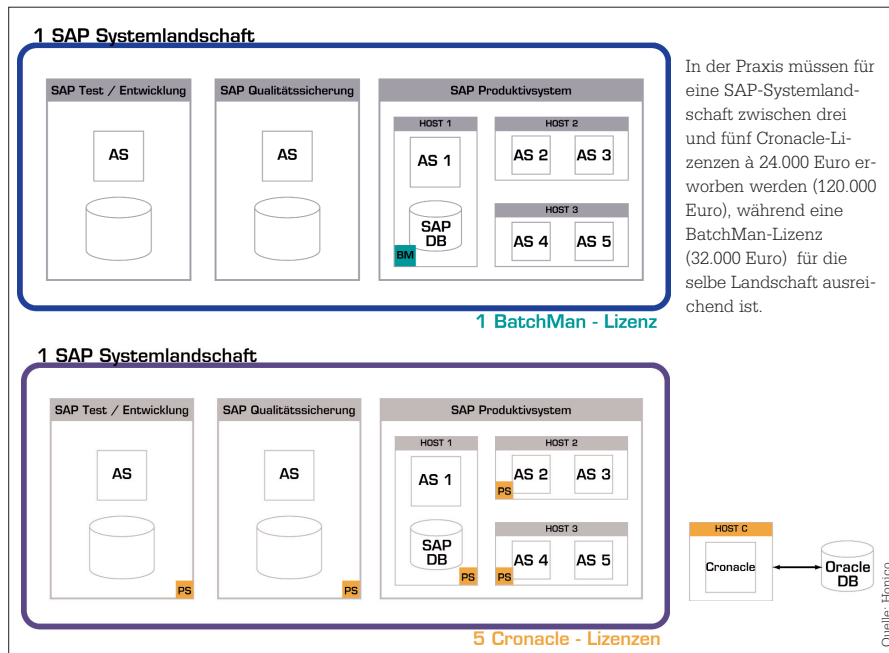 1 SAP Systemlandschaft
SAP Test / Entwicklung
AS
SAP Qualitätssicherung
AS
SAP Produktivsystem
HOST 1
AS 1
SAP
DB
BM
HOST 2
AS 2 AS 3
HOST 3
AS 4 AS 5
1 BatchMan - Lizenz
In der Praxis müssen für
eine SAP-Systemland-
schaft zwischen drei
und fünf Cronacle-Li-
zenzen à 24.000 Euro er-
worben werden (120.000
Euro), während eine
BatchMan-Lizenz
(32.000 Euro) für die
selbe Landschaft ausrei-
chend ist.
1 SAP Systemlandschaft
SAP Test / Entwicklung
AS
PS
SAP Qualitätssicherung
AS
PS
SAP Produktivsystem
HOST 1
AS 1
SAP
DB
PS
HOST 2
AS 2 AS 3
PS
HOST 3
AS 4 AS 5
PS
5 Cronacle - Lizenzen
HOST C
Cronacle
Oracle
DB
Quelle: Honico